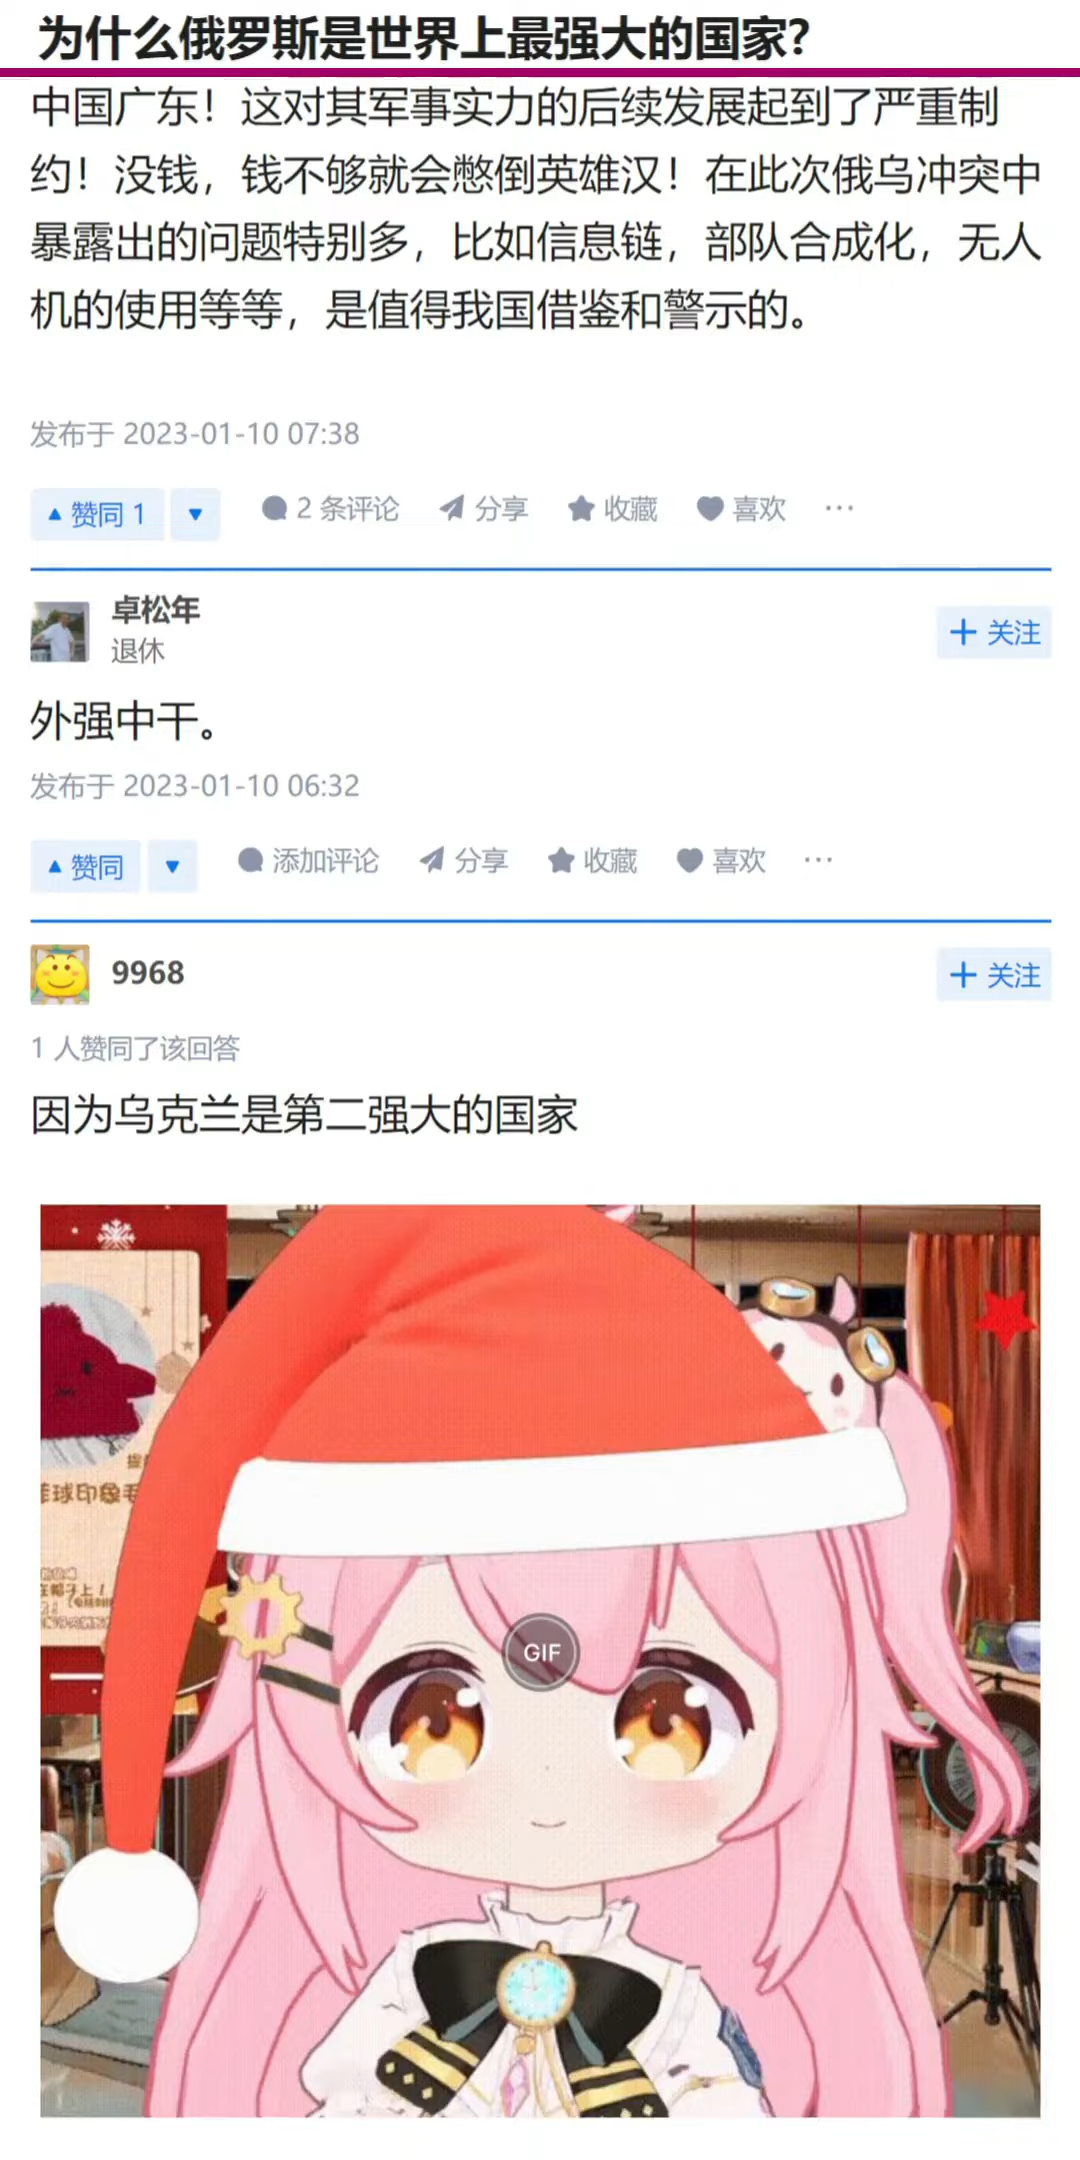 为什么俄罗斯是世界上最强大的国家?
中国广东！这对其军事实力的后续发展起到了严重制
约！没钱，钱不够就会憋倒英雄汉！在此次俄乌冲突中
暴露出的问题特别多，比如信息链，部队合成化，无人
机的使用等等，是值得我国借鉴和警示的。
发布于 2023-01-10 07:38
赞同 1
2 条评论
分享
收藏
喜欢
卓松年
退休
关注
外强中干。
发布于 2023-01-10 06:32
赞同
添加评论
分享
收藏
喜欢
9968
关注
1 人赞同了该回答
因为乌克兰是第二强大的国家
球印象毛
GIF